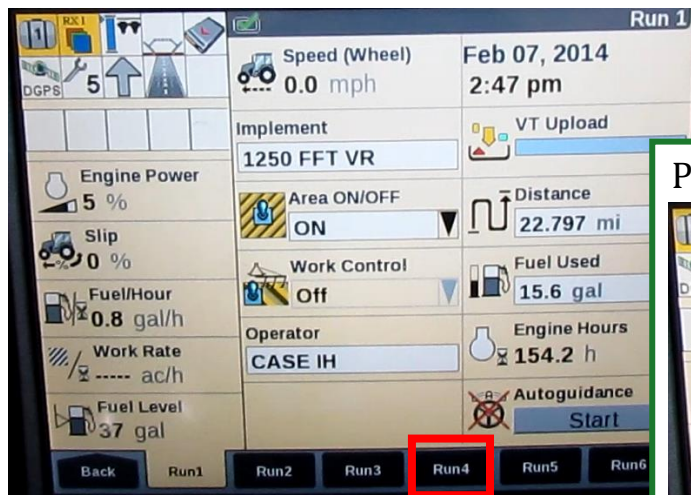 Run 1
1
RX1
DGPS
5
Speed (Wheel)
0.0 mph
Feb 07, 2014
2:47 pm
Implement
1250 FFT VR
VT Upload
Engine Power
5 %
Area ON/OFF
ON
Distance
22.797 mi
Slip
0 %
Work Control
Off
Fuel Used
15.6 gal
Fuel/Hour
0.8 gal/h
Operator
CASE IH
Engine Hours
154.2 h
Work Rate
----- ac/h
Autoguidance
Start
Fuel Level
37 gal
Back
Run1
Run2
Run3
Run4
Run5
Run6
P